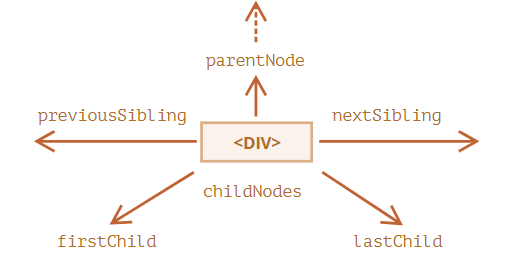 parentNode
previousSibling
nextSibling
<DIV>
childNodes
firstChild
lastChild